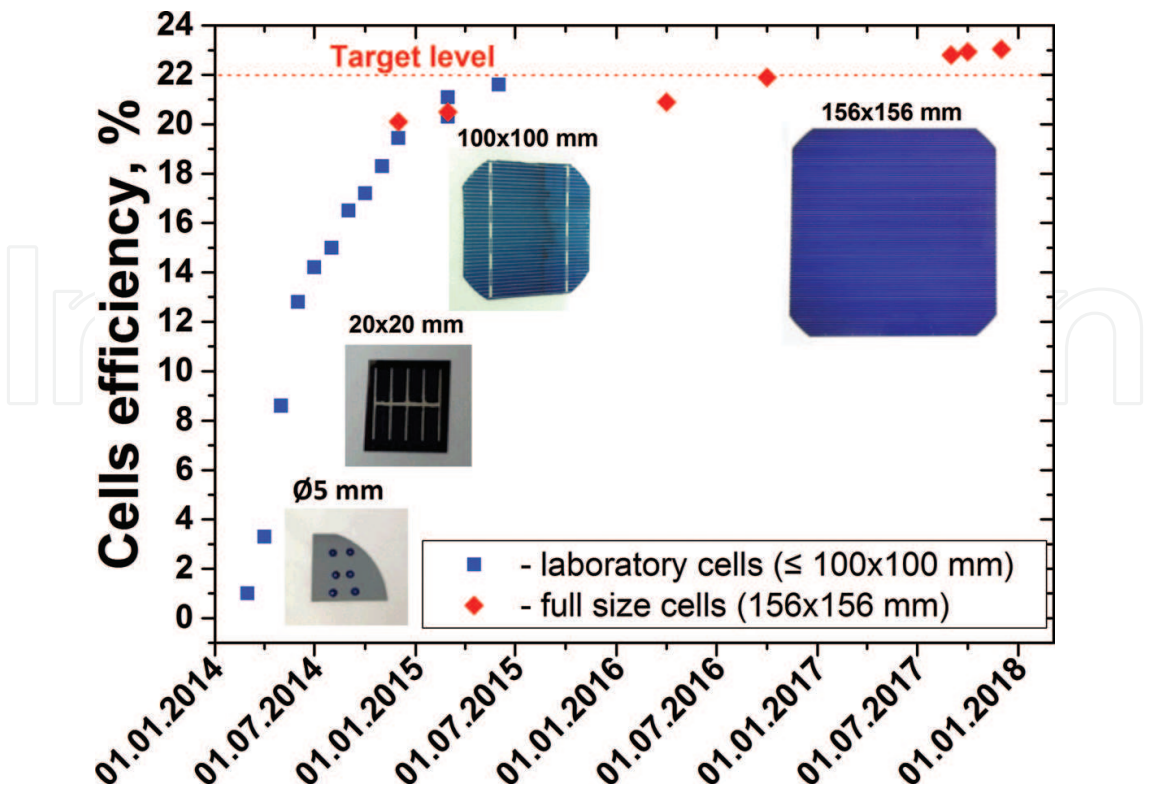 24
22
20
18
16
14
12
10
8
6
4
2
0
Cells efficiency, %
Target level
156x156 mm
100x100 mm
20x20 mm
Ø5 mm
- laboratory cells (≤ 100x100 mm)
- full size cells (156x156 mm)
01.01.2014
01.07.2014
01.01.2015
01.07.2015
01.01.2016
01.07.2016
01.01.2017
01.07.2017
01.01.2018